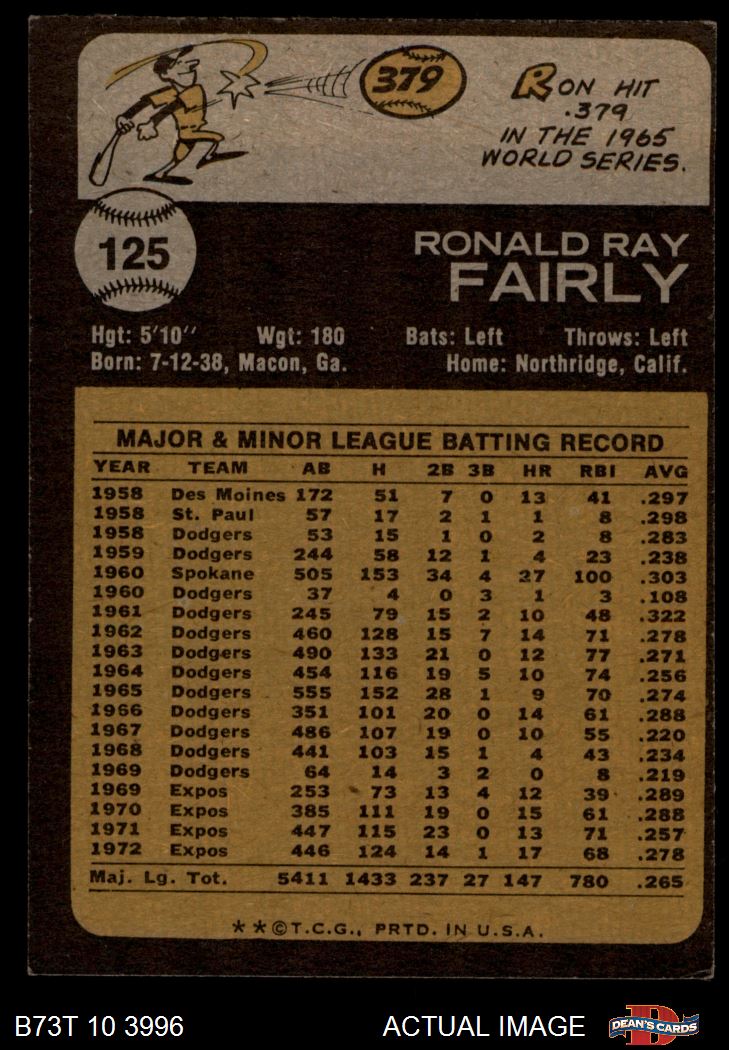 379
RON HIT
.379
IN THE 1965
WORLD SERIES.
125
RONALD RAY
FAIRLY
Hgt: 5'10" Wgt: 180 Bats: Left Throws: Left
Born: 7-12-38, Macon, Ga. Home: Northridge, Calif.
MAJOR & MINOR LEAGUE BATTING RECORD
YEAR TEAM AB H 2B 3B HR RBI AVG
1958 Des Moines 172 51 7 0 13 41 .297
1958 St. Paul 57 17 2 1 1 8 .298
1958 Dodgers 53 15 1 0 2 8 .283
1959 Dodgers 244 58 12 1 4 23 .238
1960 Spokane 505 153 34 4 27 100 .303
1960 Dodgers 37 4 0 3 1 3 .108
1961 Dodgers 245 79 15 2 10 48 .322
1962 Dodgers 460 128 15 7 14 71 .278
1963 Dodgers 490 133 21 0 12 77 .271
1964 Dodgers 454 116 19 5 10 74 .256
1965 Dodgers 555 152 28 1 9 70 .274
1966 Dodgers 351 101 20 0 14 61 .288
1967 Dodgers 486 107 19 0 10 55 .220
1968 Dodgers 441 103 15 1 4 43 .234
1969 Dodgers 64 14 3 2 0 8 .219
1969 Expos 253 73 13 4 12 39 .289
1970 Expos 385 111 19 0 15 61 .288
1971 Expos 447 115 23 0 13 71 .257
1972 Expos 446 124 14 1 17 68 .278
Maj. Lg. Tot. 5411 1433 237 27 147 780 .265
**©T.C.G., PRTD. IN U.S.A.
B73T 10 3996 ACTUAL IMAGE DEAN'S CARDS